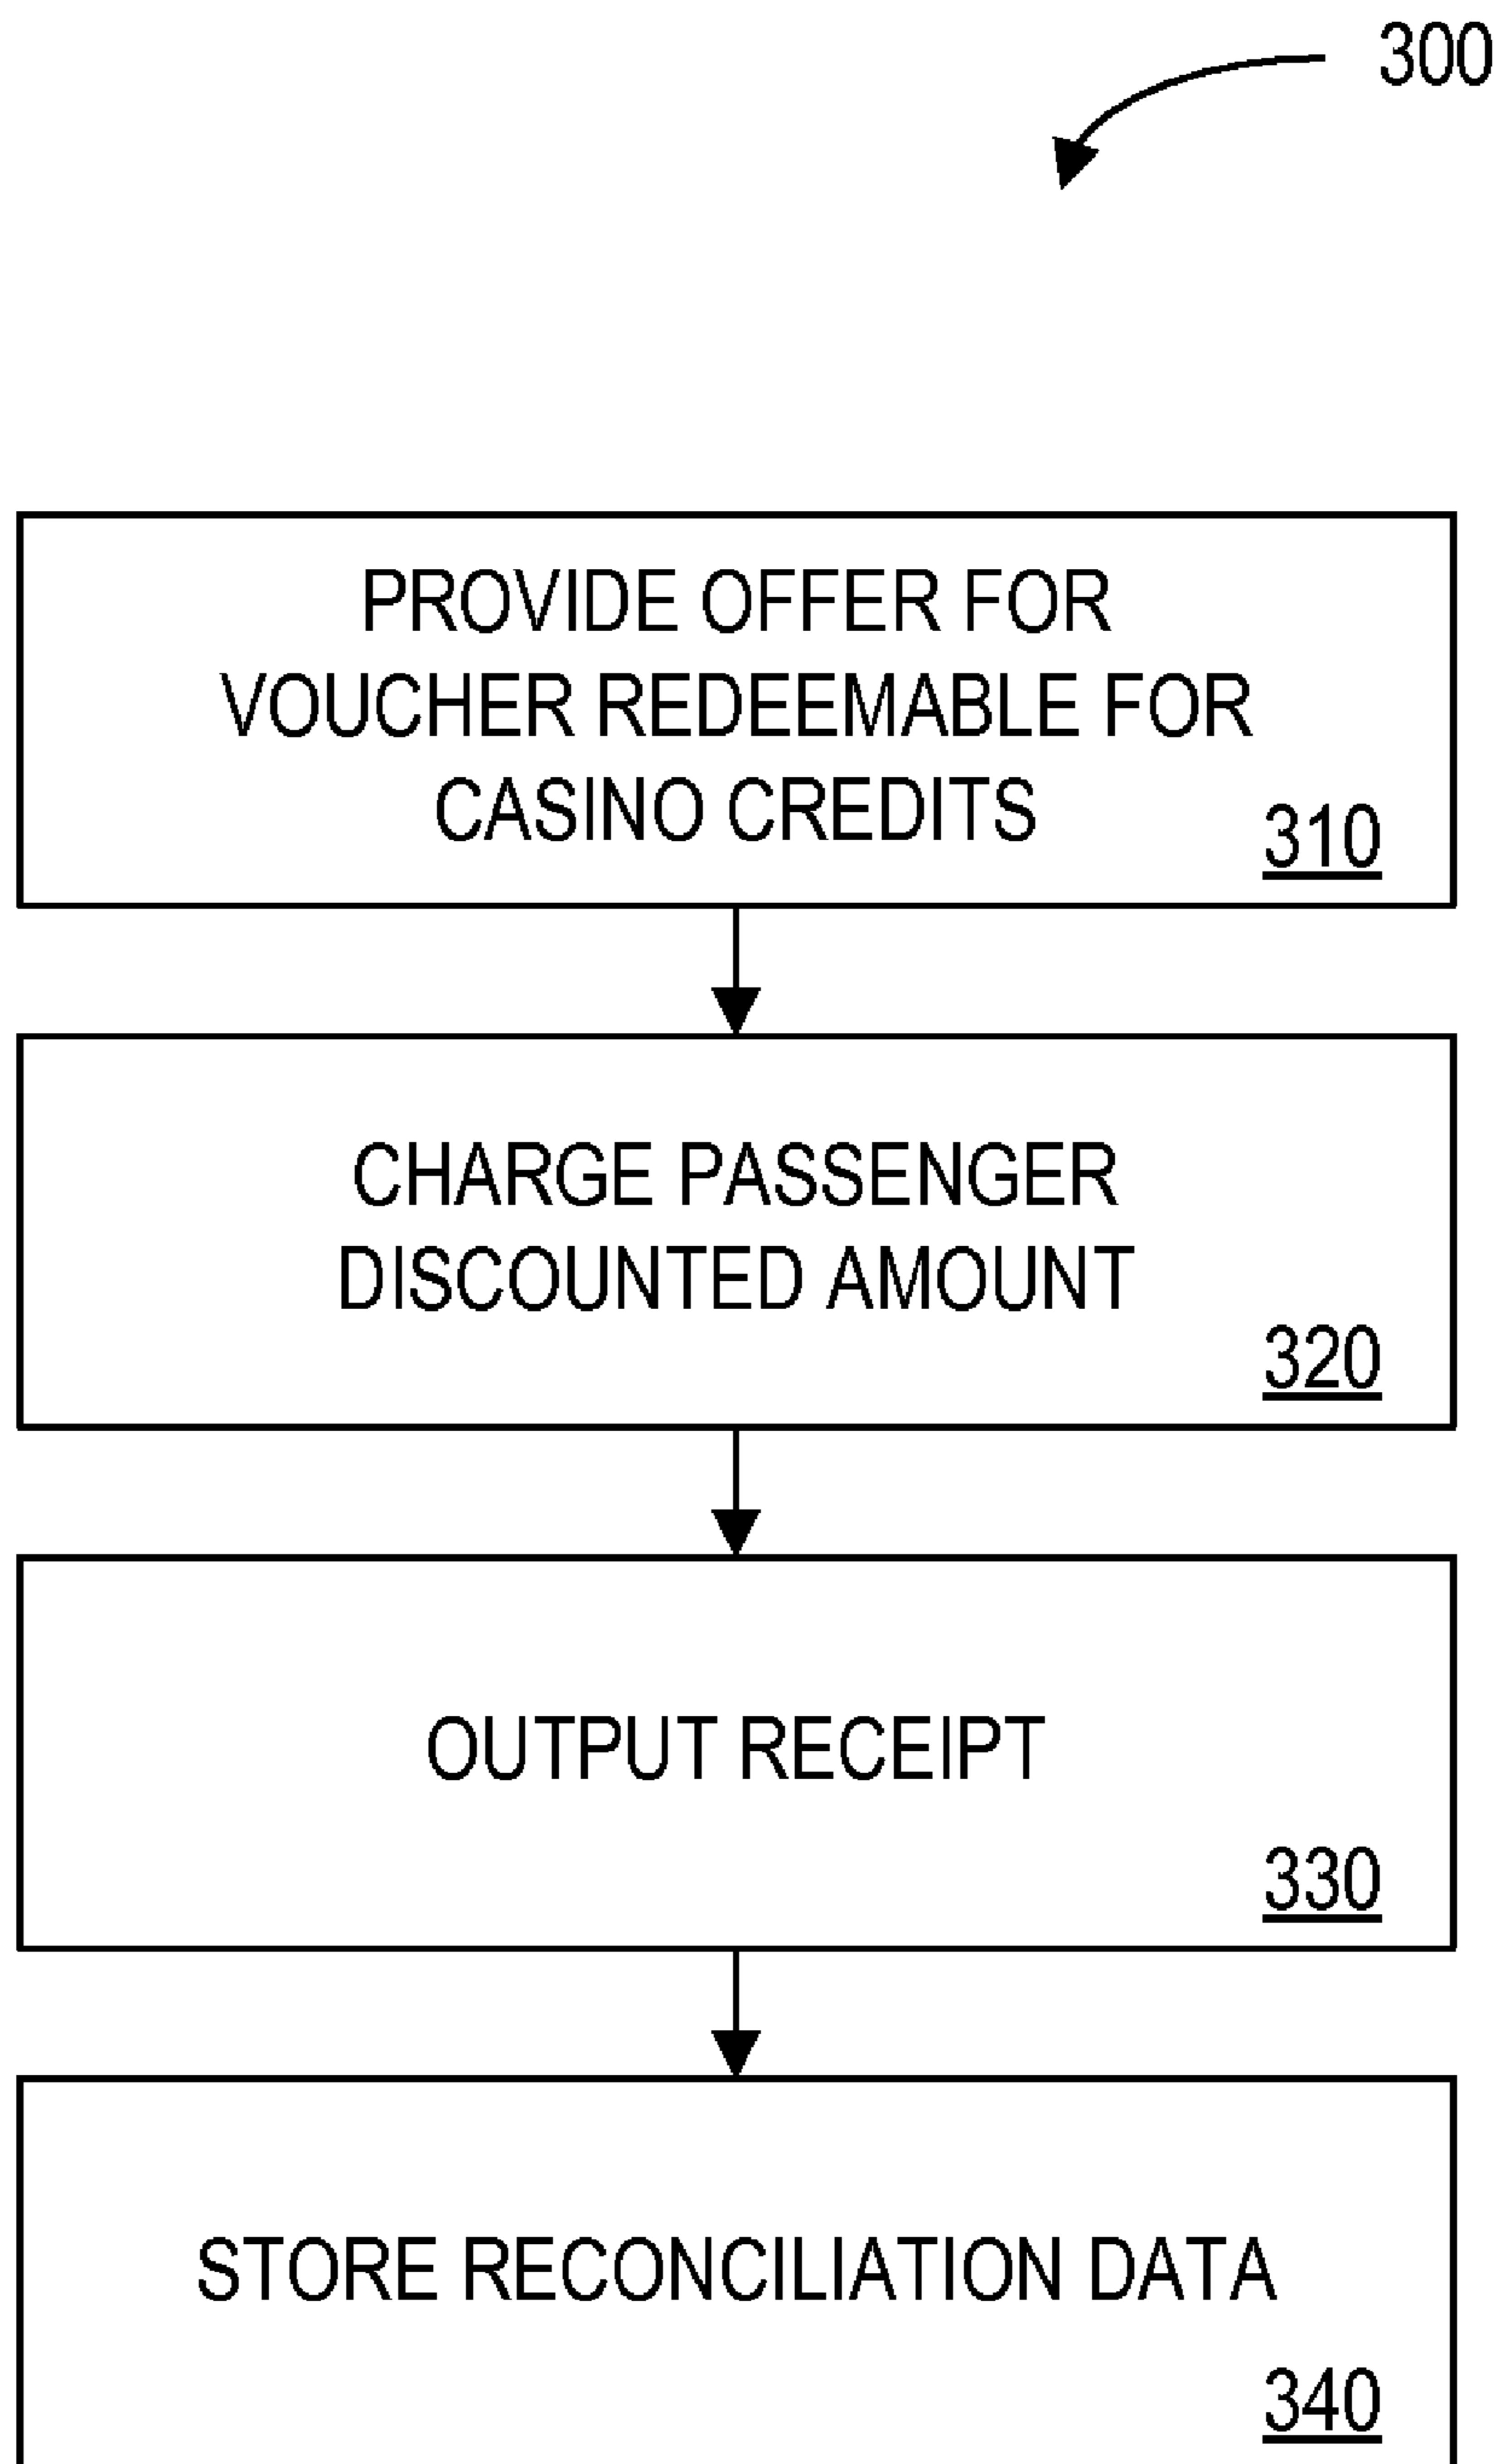 300
PROVIDE OFFER FOR
VOUCHER REDEEMABLE FOR
CASINO CREDITS
310
CHARGE PASSENGER
DISCOUNTED AMOUNT
320
OUTPUT RECEIPT
330
STORE RECONCILIATION DATA
340